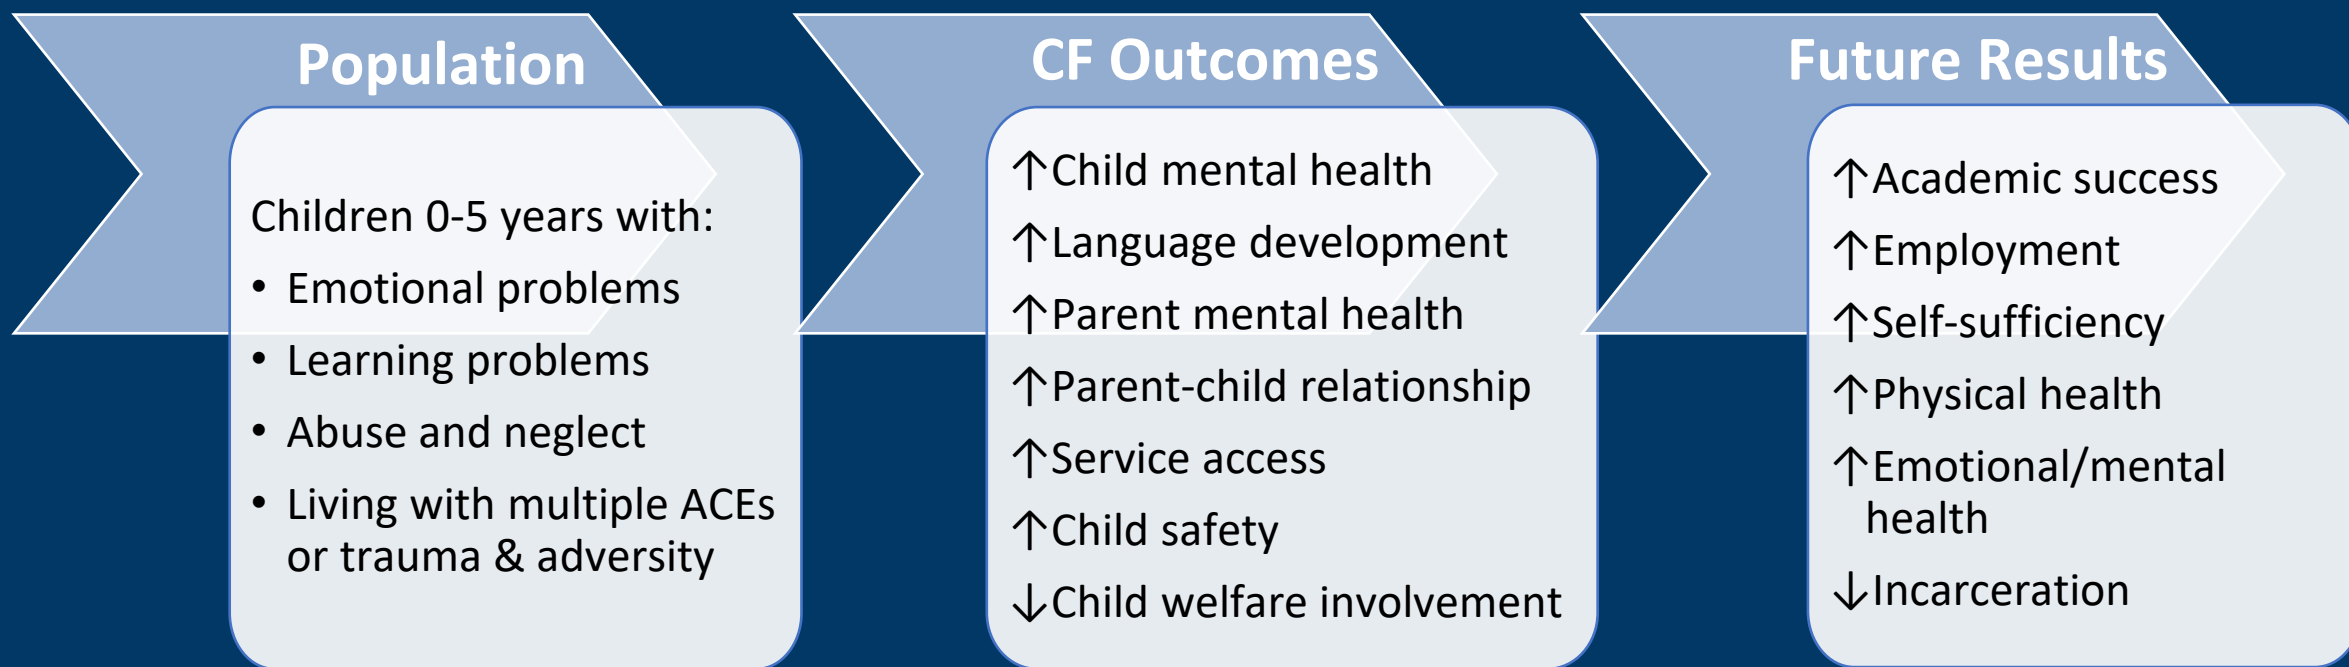 Population
Children 0-5 years with:
• Emotional problems
• Learning problems
• Abuse and neglect
• Living with multiple ACEs
or trauma & adversity
CF Outcomes
↑Child mental health
↑Language development
↑Parent mental health
↑Parent-child relationship
↑Service access
↑Child safety
↓Child welfare involvement
Future Results
↑Academic success
↑Employment
↑Self-sufficiency
↑Physical health
↑Emotional/mental
health
↓Incarceration